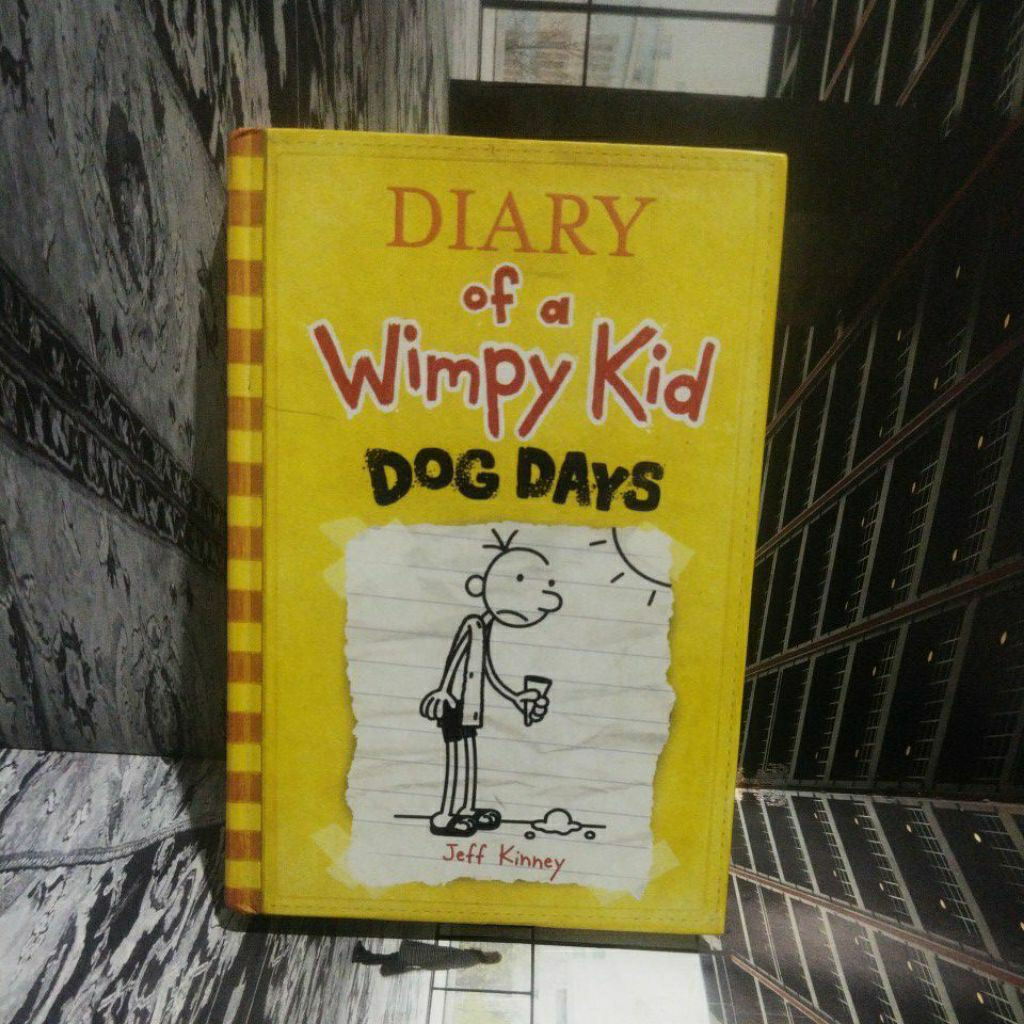 DIARY
of a
Wimpy Kid
DOG DAYS
Jeff Kinney